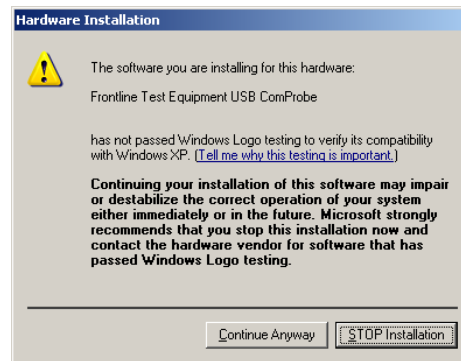 Hardware Installation
The software you are installing for this hardware:
Frontline Test Equipment USB ComProbe
has not passed Windows Logo testing to verify its compatibility
with Windows XP. (Tell me why this testing is important.)
Continuing your installation of this software may impair
or destabilize the correct operation of your system
either immediately or in the future. Microsoft strongly
recommends that you stop this installation now and
contact the hardware vendor for software that has
passed Windows Logo testing.
Continue Anyway
STOP Installation